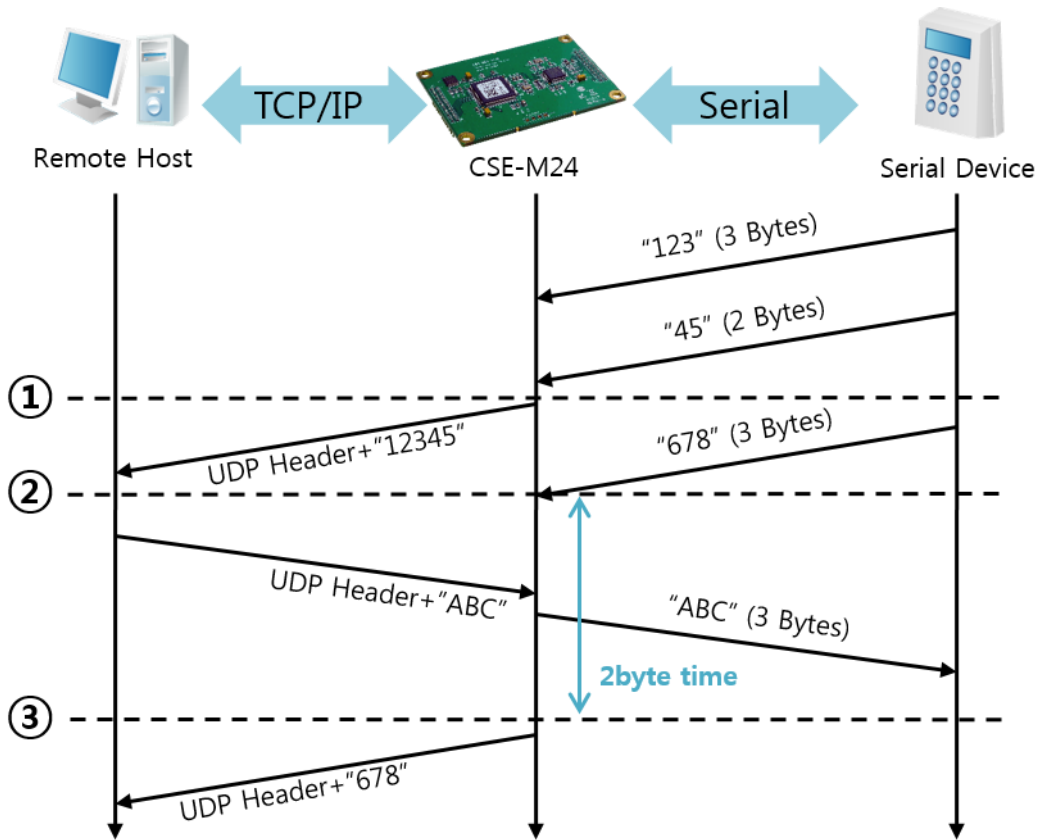 TCP/IP
Serial
Remote Host
CSE-M24
Serial Device
“123” (3 Bytes)
“45” (2 Bytes)
①
UDP Header+“12345”
“678” (3 Bytes)
②
UDP Header+“ABC”
“ABC” (3 Bytes)
2byte time
③
UDP Header+“678”